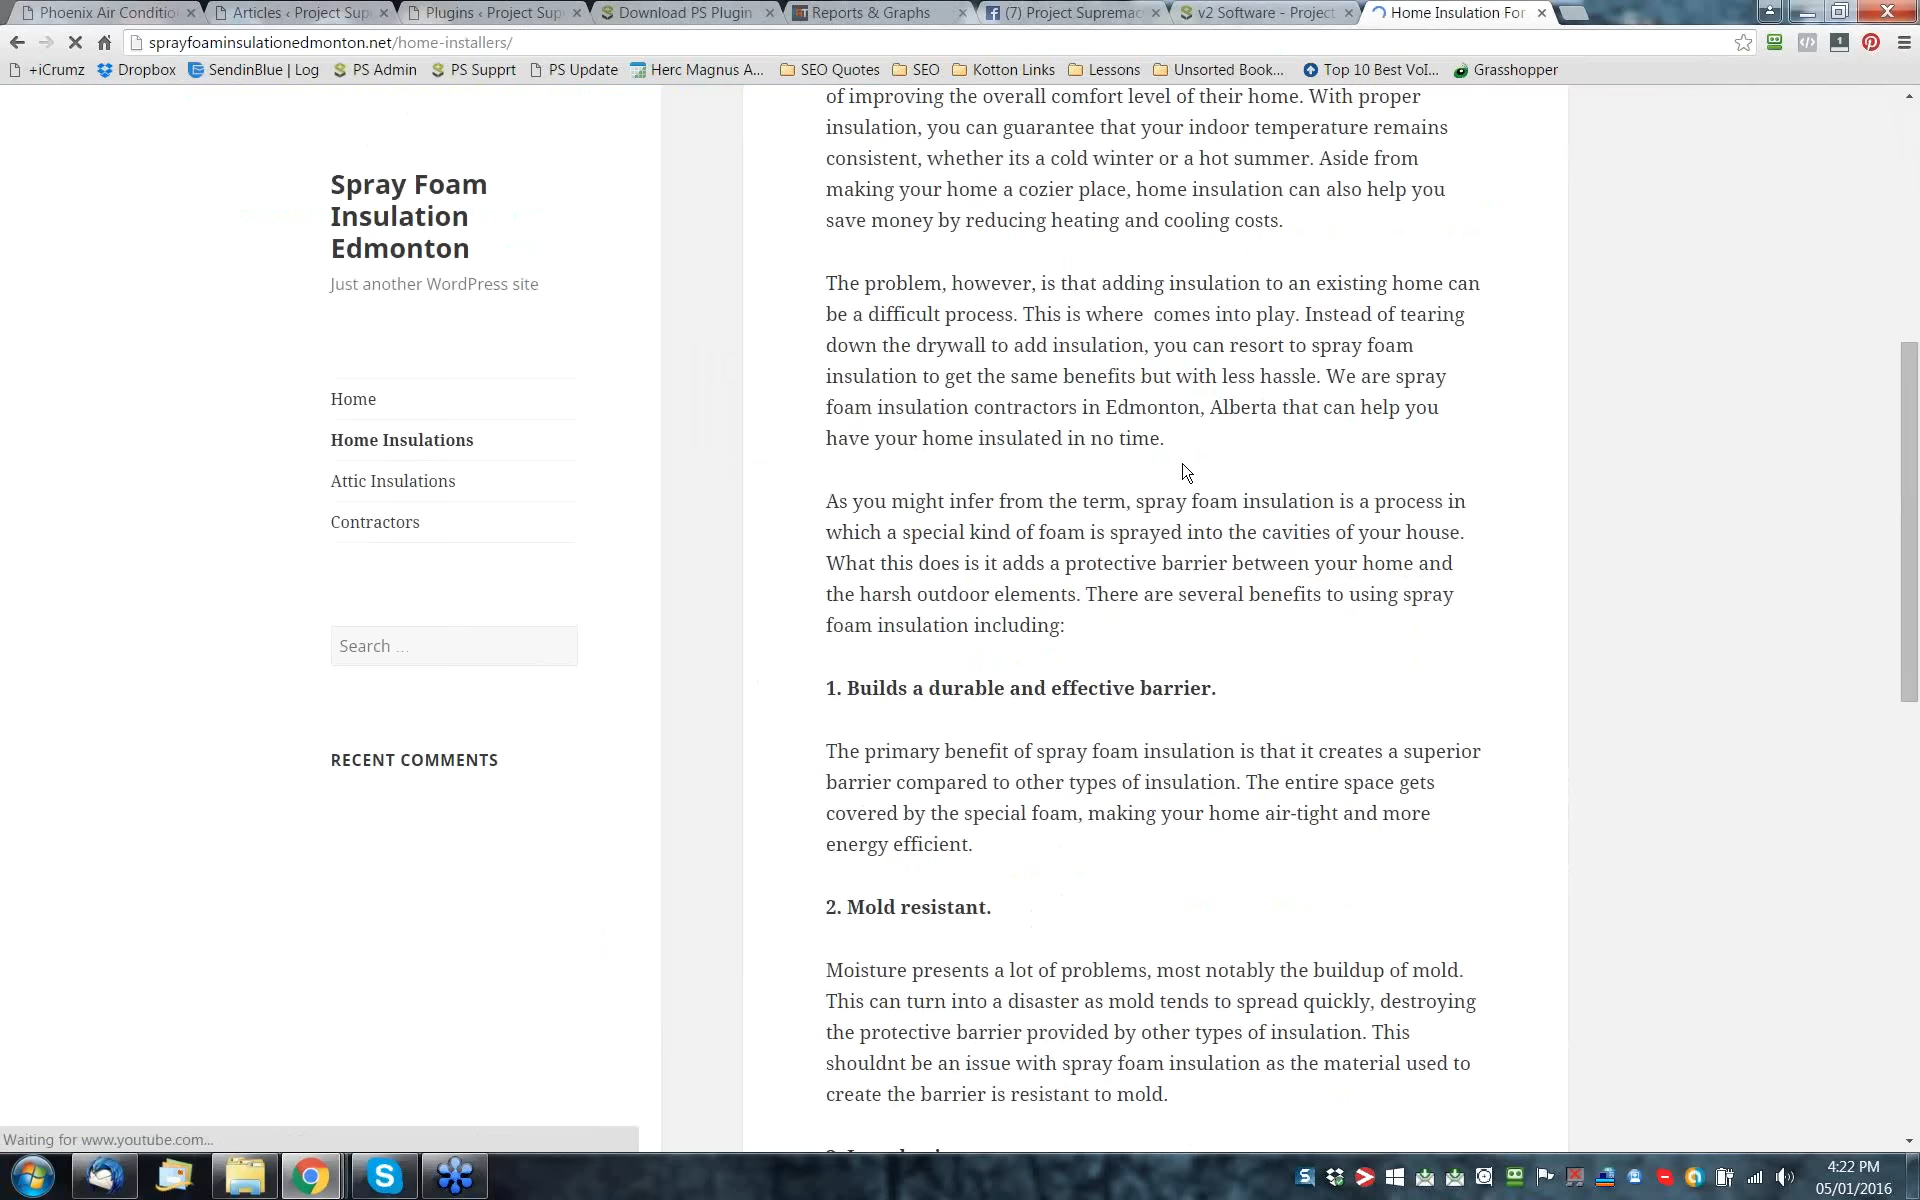 Phoenix Air Conditio
Articles ‹ Project Sup
Plugins ‹ Project Sup
Download PS Plugin
Reports & Graphs
(7) Project Supremac
v2 Software - Project
Home Insulation For
sprayfoaminsulationedmonton.net/home-installers/
+iCrumz
Dropbox
SendinBlue | Log
PS Admin
PS Supprt
PS Update
Herc Magnus A...
SEO Quotes
SEO
Kotton Links
Lessons
Unsorted Book...
Top 10 Best VoI...
Grasshopper
Spray Foam
Insulation
Edmonton
Just another WordPress site
Home
Home Insulations
Attic Insulations
Contractors
Search ...
RECENT COMMENTS
of improving the overall comfort level of their home. With proper
insulation, you can guarantee that your indoor temperature remains
consistent, whether its a cold winter or a hot summer. Aside from
making your home a cozier place, home insulation can also help you
save money by reducing heating and cooling costs.
The problem, however, is that adding insulation to an existing home can
be a difficult process. This is where  comes into play. Instead of tearing
down the drywall to add insulation, you can resort to spray foam
insulation to get the same benefits but with less hassle. We are spray
foam insulation contractors in Edmonton, Alberta that can help you
have your home insulated in no time.
As you might infer from the term, spray foam insulation is a process in
which a special kind of foam is sprayed into the cavities of your house.
What this does is it adds a protective barrier between your home and
the harsh outdoor elements. There are several benefits to using spray
foam insulation including:
1. Builds a durable and effective barrier.
The primary benefit of spray foam insulation is that it creates a superior
barrier compared to other types of insulation. The entire space gets
covered by the special foam, making your home air-tight and more
energy efficient.
2. Mold resistant.
Moisture presents a lot of problems, most notably the buildup of mold.
This can turn into a disaster as mold tends to spread quickly, destroying
the protective barrier provided by other types of insulation. This
shouldnt be an issue with spray foam insulation as the material used to
create the barrier is resistant to mold.
Waiting for www.youtube.com...
4:22 PM
05/01/2016